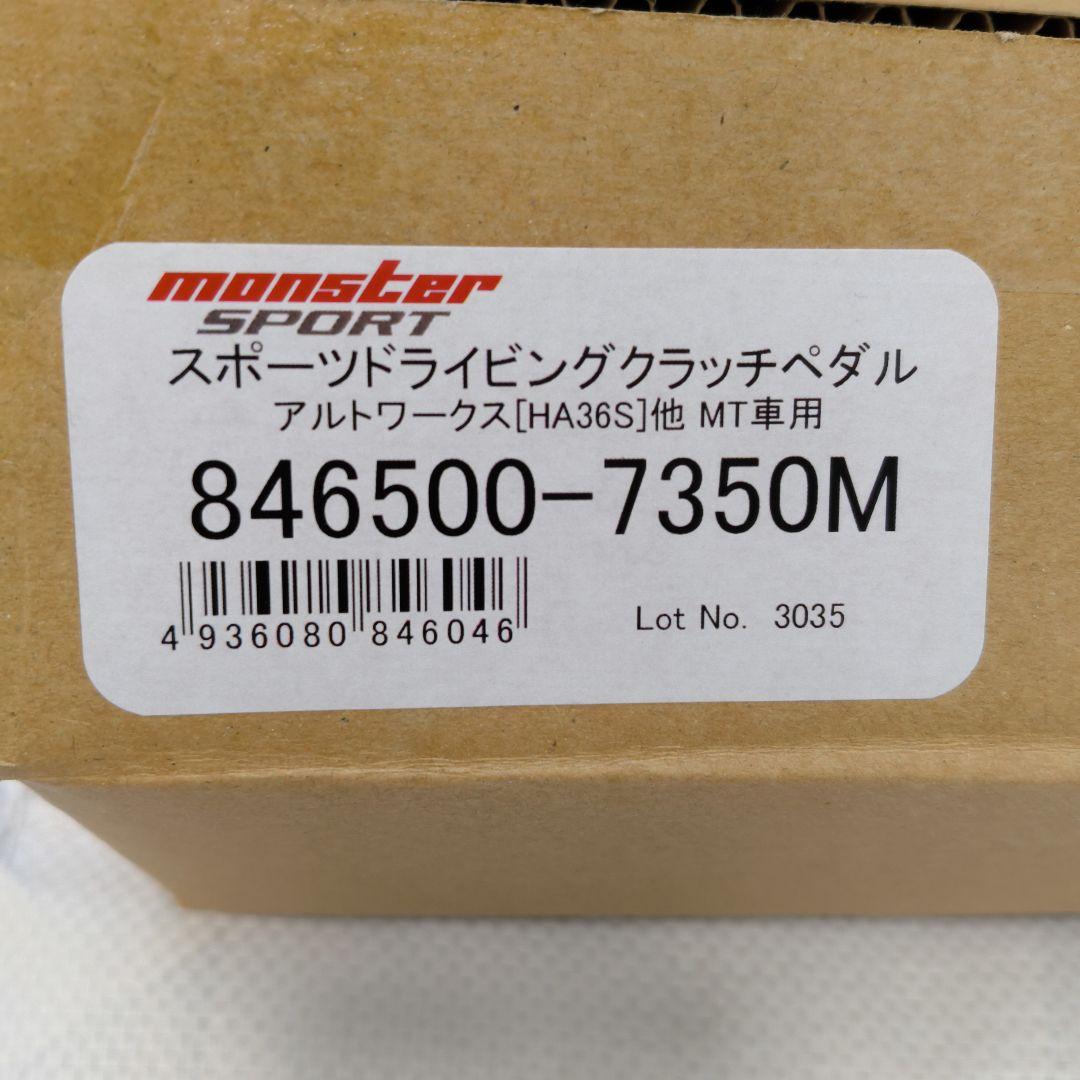 monster
SPORT
スポーツドライビングクラッチペダル
アルトワークス[HA36S]他 MT車用
846500-7350M
4 936080 846046
Lot No. 3035